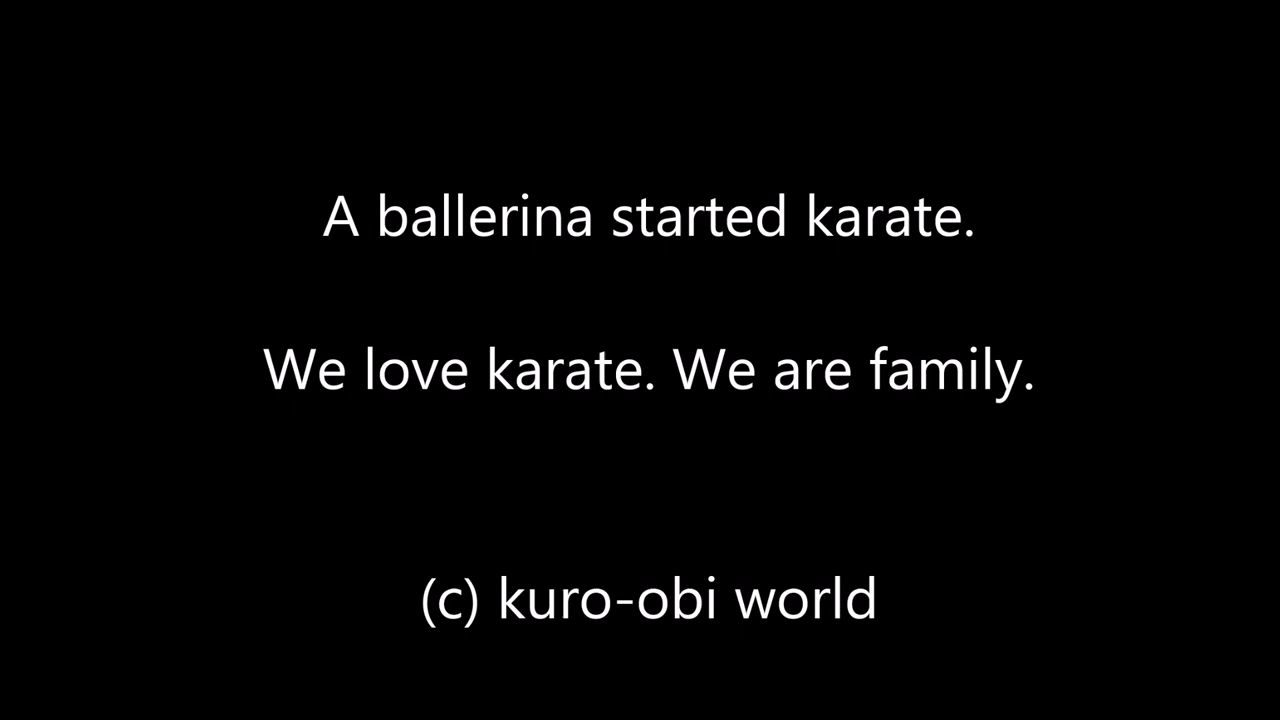 A ballerina started karate.
We love karate. We are family.
(c) kuro-obi world